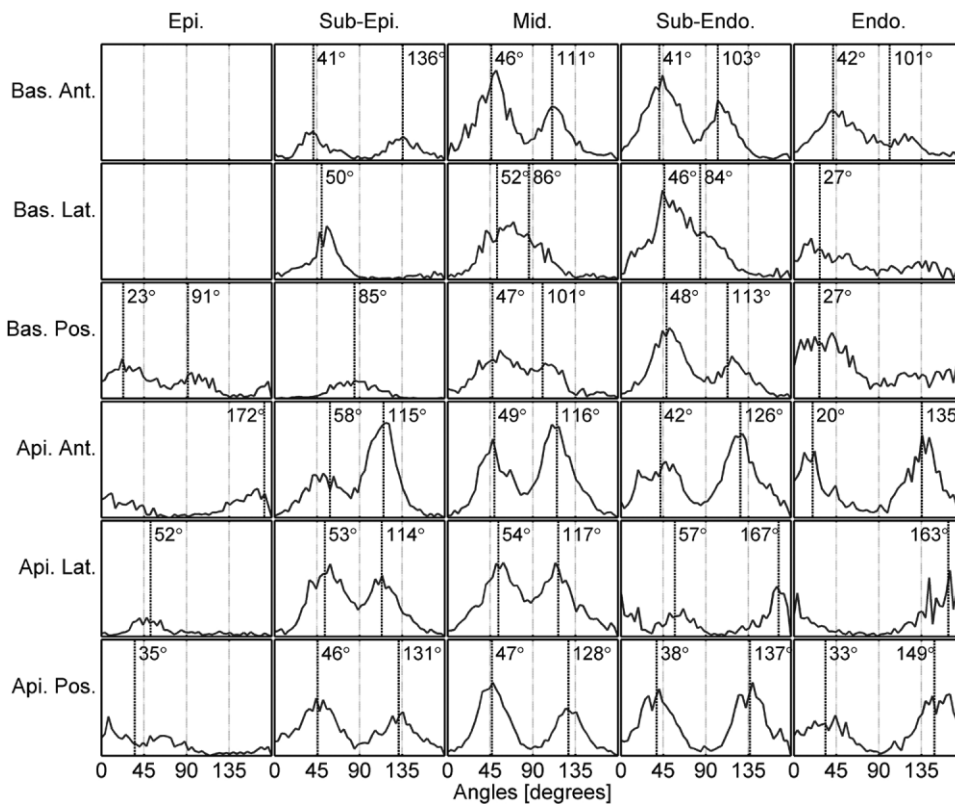 Epi. Sub-Epi. Mid. Sub-Endo. Endo.
Bas. Ant. 41° 136° 46° 111° 41° 103° 42° 101°
Bas. Lat. 50° 52° 86° 46° 84° 27°
Bas. Pos. 23° 91° 85° 47° 101° 48° 113° 27°
Api. Ant. 172° 58° 115° 49° 116° 42° 126° 20° 135°
Api. Lat. 52° 53° 114° 54° 117° 57° 167° 163°
Api. Pos. 35° 46° 131° 47° 128° 38° 137° 33° 149°
0 45 90 135 45 90 135 45 90 135 45 90 135 45 90 135
Angles [degrees]